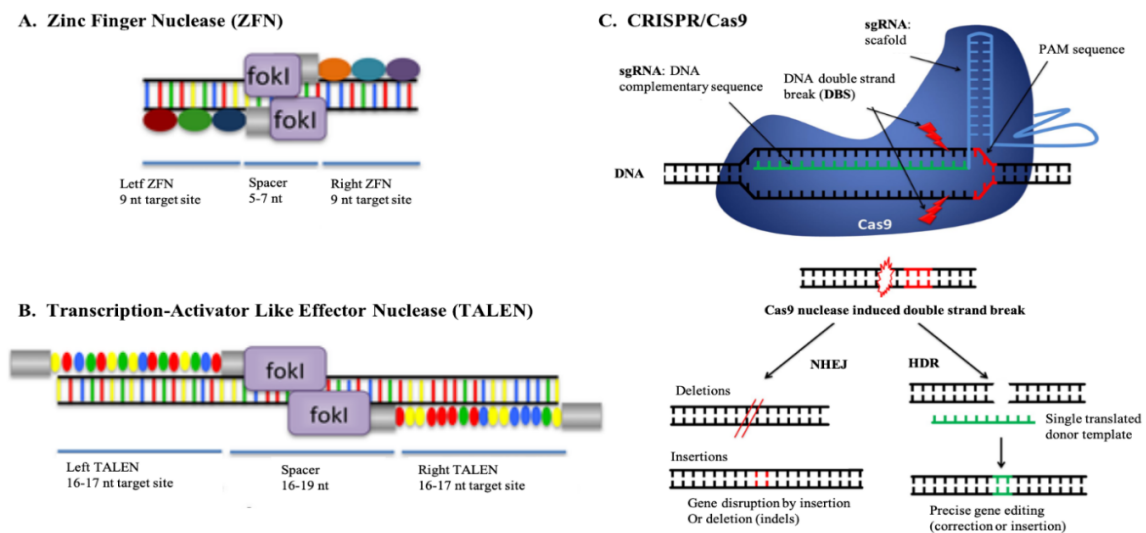 A. Zinc Finger Nuclease (ZFN)
fokI
fokI
Letf ZFN
9 nt target site
Spacer
5-7 nt
Right ZFN
9 nt target site
B. Transcription-Activator Like Effector Nuclease (TALEN)
fokI
fokI
Left TALEN
16-17 nt target site
Spacer
16-19 nt
Right TALEN
16-17 nt target site
C. CRISPR/Cas9
sgRNA:
scafold
PAM sequence
sgRNA: DNA
complementary sequence
DNA double strand
break (DBS)
DNA
Cas9
Cas9 nuclease induced double strand break
NHEJ
HDR
Deletions
Single translated
donor template
Insertions
Gene disruption by insertion
Or deletion (indels)
Precise gene editing
(correction or insertion)